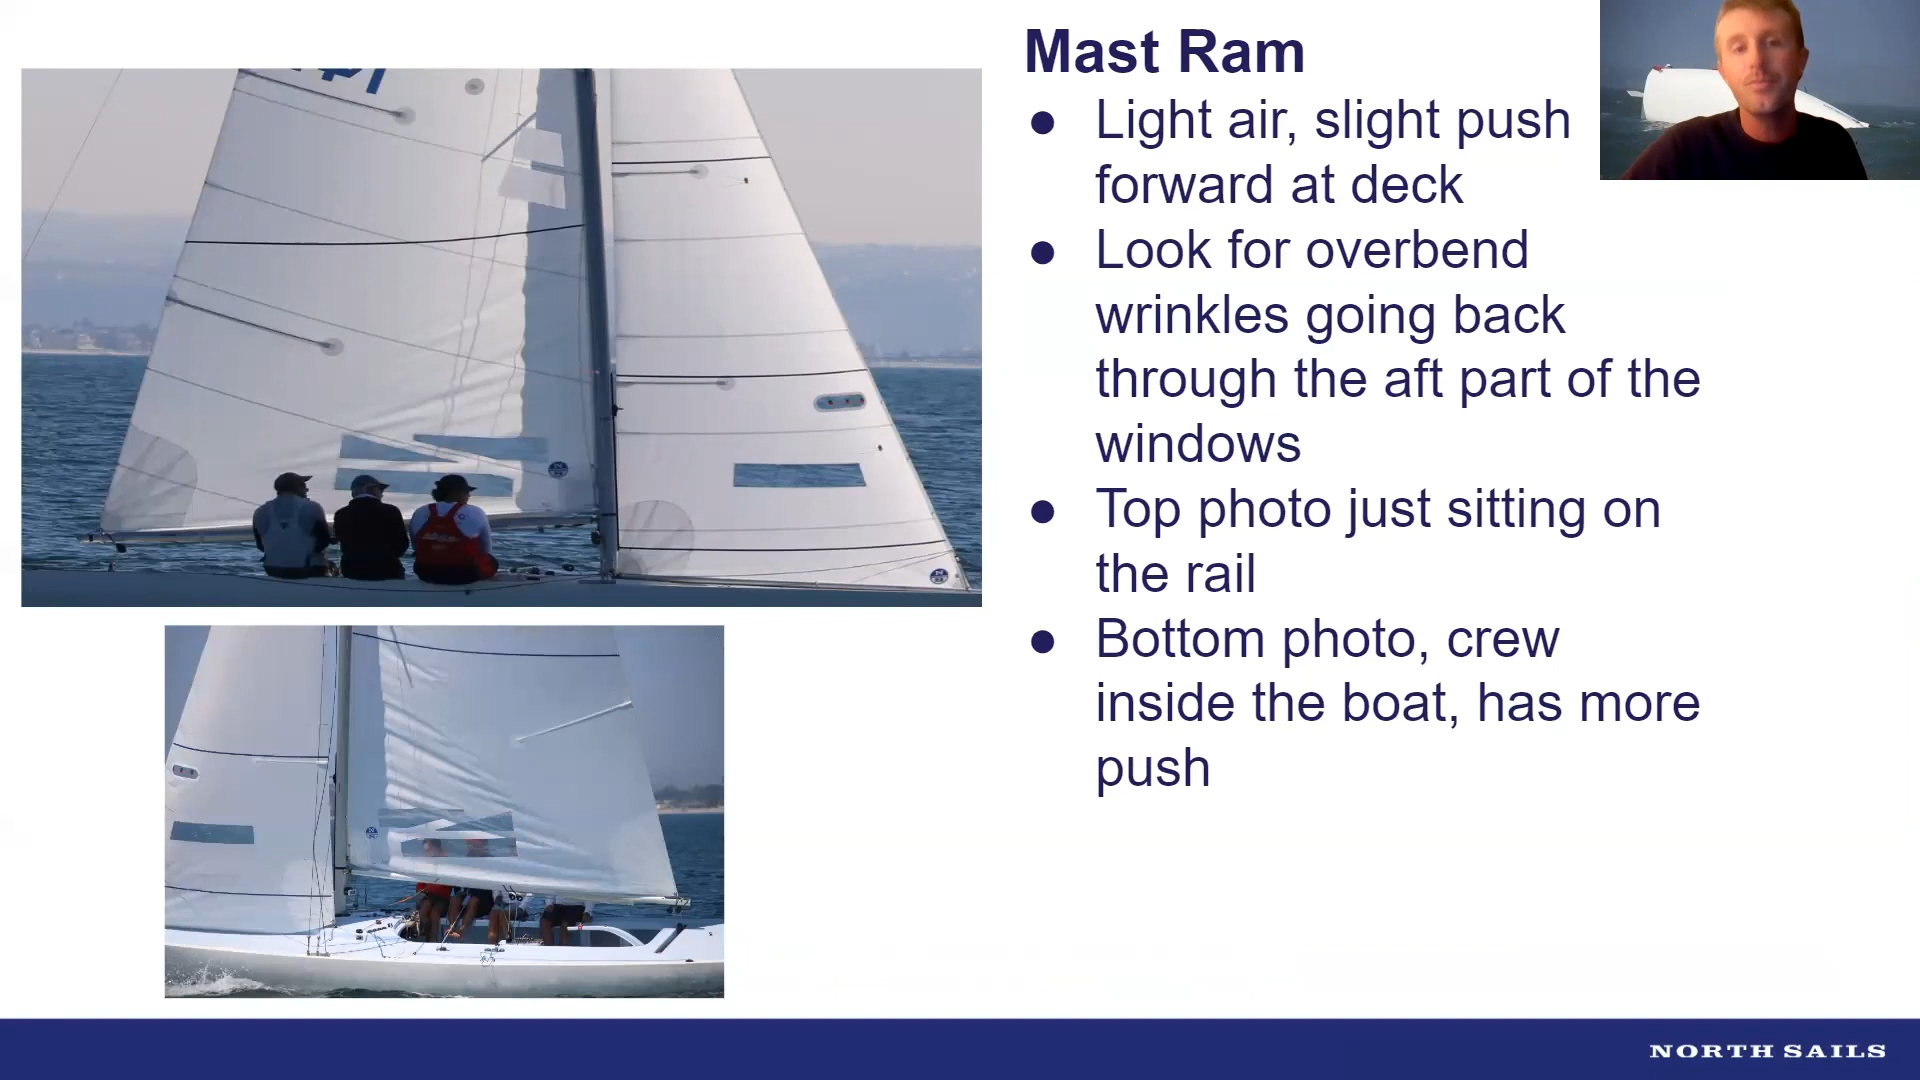 Mast Ram
● Light air, slight push
forward at deck
● Look for overbend
wrinkles going back
through the aft part of the
windows
● Top photo just sitting on
the rail
● Bottom photo, crew
inside the boat, has more
push
NORTH SAILS